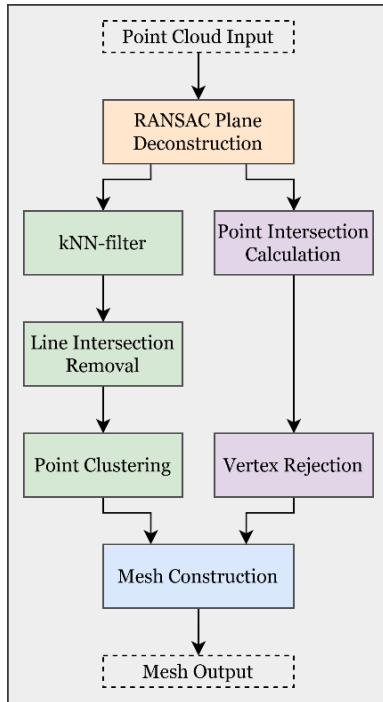 Point Cloud Input
RANSAC Plane
Deconstruction
kNN-filter
Point Intersection
Calculation
Line Intersection
Removal
Point Clustering
Vertex Rejection
Mesh Construction
Mesh Output